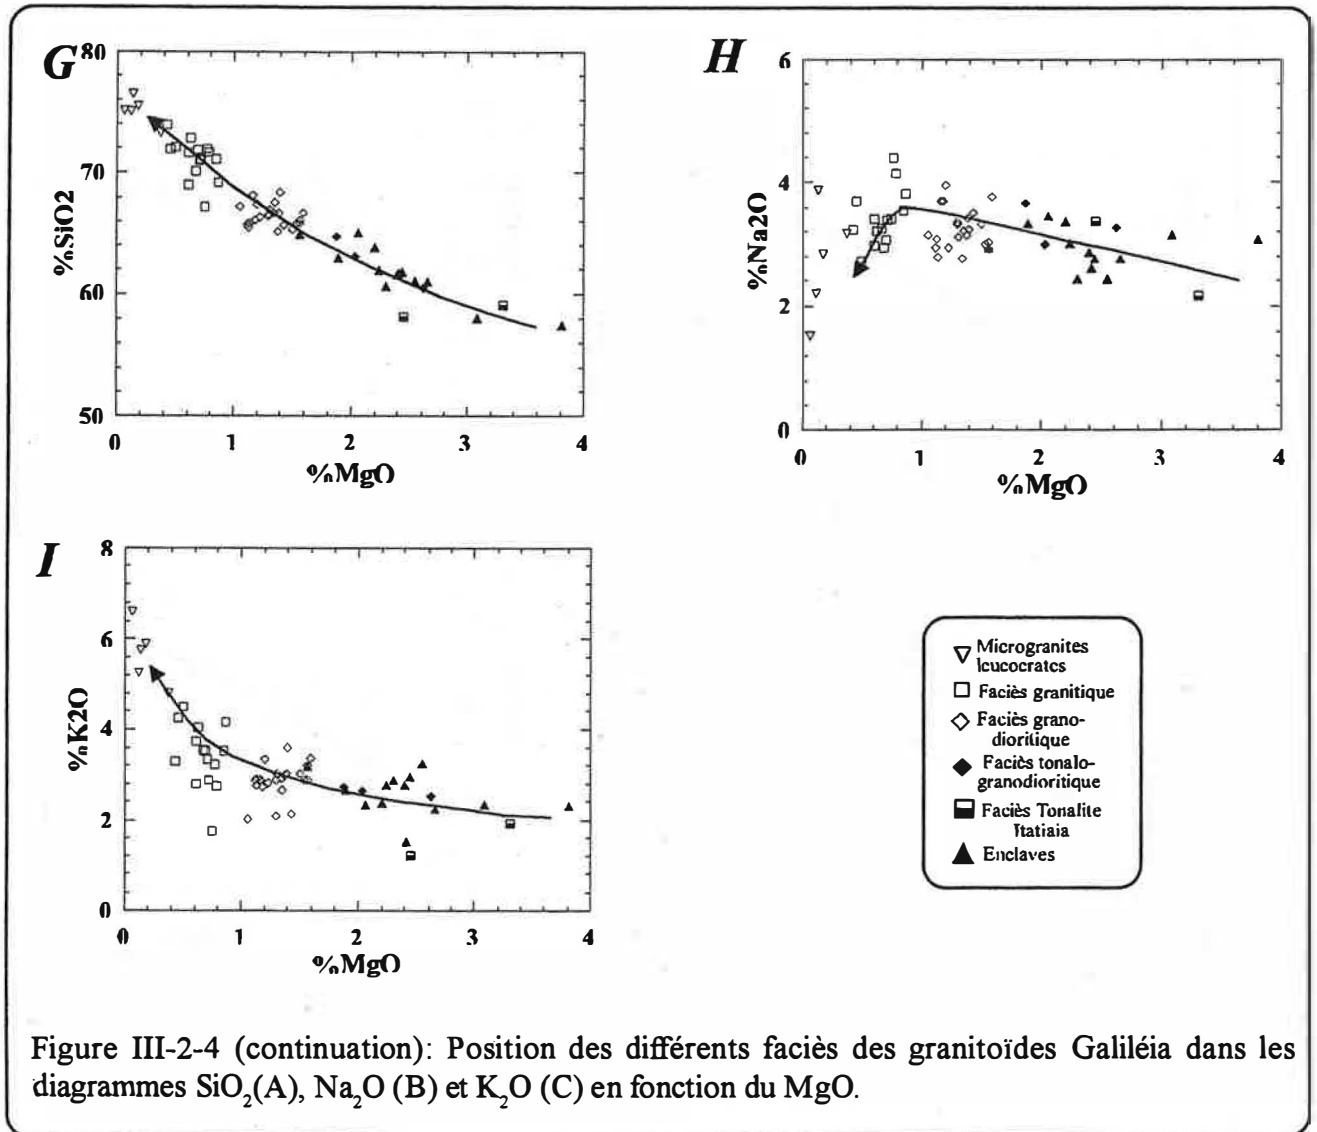 G
80
70
60
50
%SiO2
0 1 2 3 4
%MgO
H
6
4
2
0
%Na2O
0 1 2 3 4
%MgO
I
8
6
4
2
0
%K2O
0 1 2 3 4
%MgO
Microgranites
leucocrates
Faciès granitique
Faciès grano-
dioritique
Faciès tonalo-
granodioritique
Faciès Tonalite
Itatiaia
Enclaves
Figure III-2-4 (continuation): Position des différents faciès des granitoïdes Galiléia dans les
diagrammes SiO₂(A), Na₂O (B) et K₂O (C) en fonction du MgO.